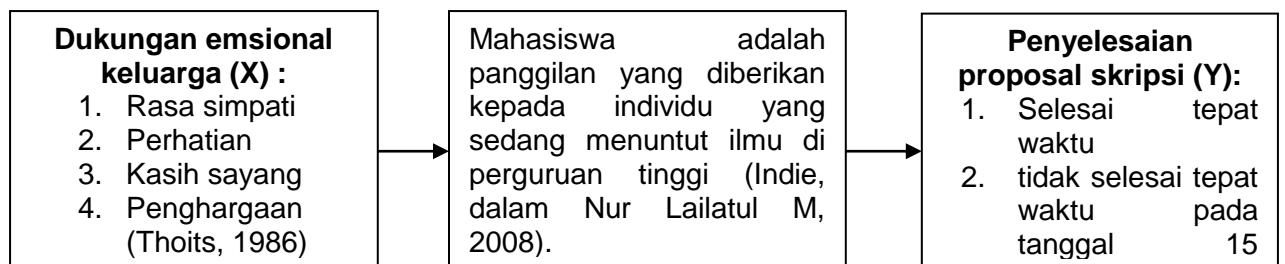 Dukungan emsional
keluarga (X) :
1. Rasa simpati
2. Perhatian
3. Kasih sayang
4. Penghargaan
(Thoits, 1986)
Mahasiswa adalah
panggilan yang diberikan
kepada individu yang
sedang menuntut ilmu di
perguruan tinggi (Indie,
dalam Nur Lailatul M,
2008).
Penyelesaian
proposal skripsi (Y):
1. Selesai tepat
waktu
2. tidak selesai tepat
waktu pada
tanggal 15